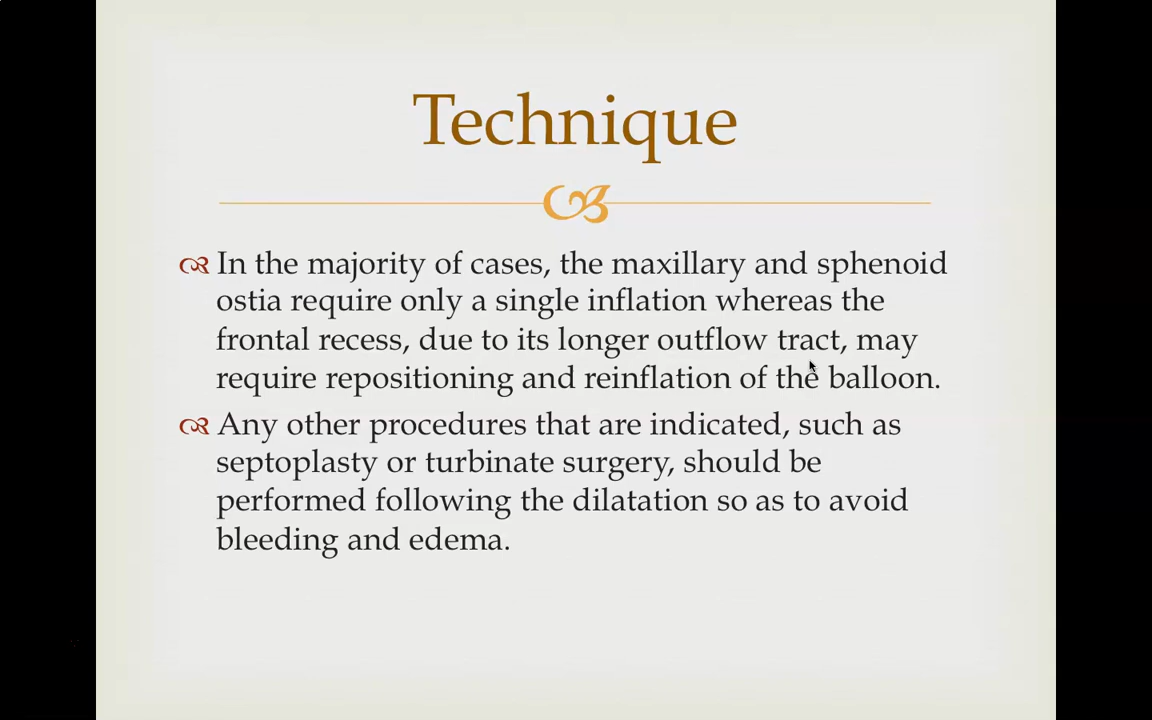 Technique
In the majority of cases, the maxillary and sphenoid
ostia require only a single inflation whereas the
frontal recess, due to its longer outflow tract, may
require repositioning and reinflation of the balloon.
Any other procedures that are indicated, such as
septoplasty or turbinate surgery, should be
performed following the dilatation so as to avoid
bleeding and edema.